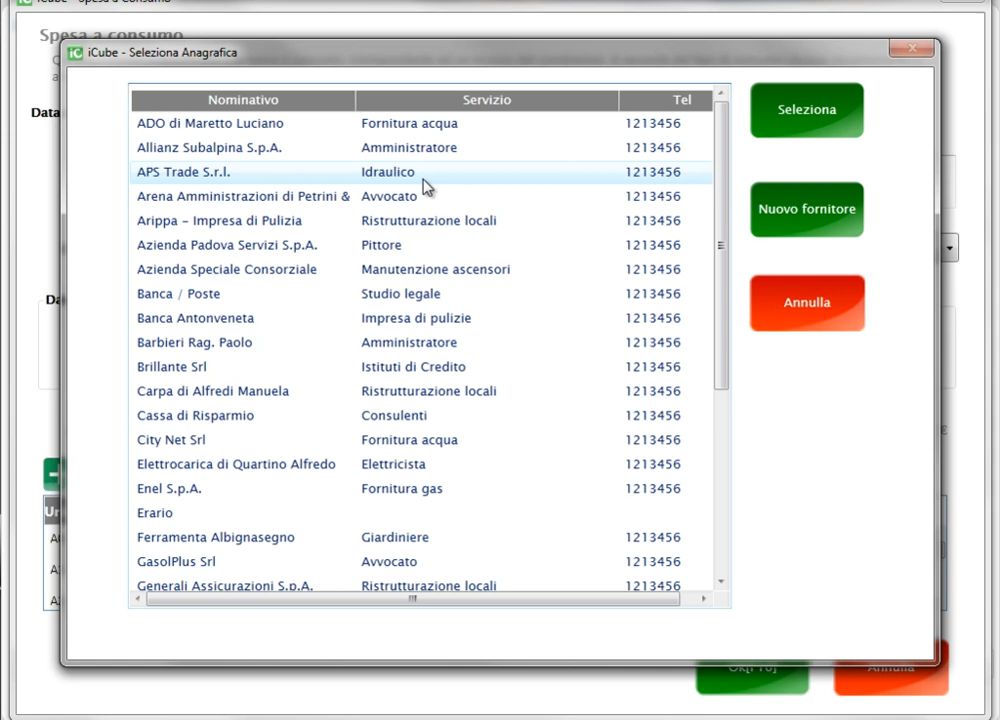 iCube - Spesa a Consumo
Spesa a consumo
iCube - Seleziona Anagrafica
Data
Nominativo Servizio Tel
ADO di Maretto Luciano Fornitura acqua 1213456
Allianz Subalpina S.p.A. Amministratore 1213456
APS Trade S.r.l. Idraulico 1213456
Arena Amministrazioni di Petrini & Avvocato 1213456
Arippa - Impresa di Pulizia Ristrutturazione locali 1213456
Azienda Padova Servizi S.p.A. Pittore 1213456
Azienda Speciale Consorziale Manutenzione ascensori 1213456
Banca / Poste Studio legale 1213456
Banca Antonveneta Impresa di pulizie 1213456
Barbieri Rag. Paolo Amministratore 1213456
Brillante Srl Istituti di Credito 1213456
Carpa di Alfredi Manuela Ristrutturazione locali 1213456
Cassa di Risparmio Consulenti 1213456
City Net Srl Fornitura acqua 1213456
Elettrocarica di Quartino Alfredo Elettricista 1213456
Enel S.p.A. Fornitura gas 1213456
Erario
Ferramenta Albignasego Giardiniere 1213456
GasolPlus Srl Avvocato 1213456
Generali Assicurazioni S.p.A. Ristrutturazione locali 1213456
Seleziona
Nuovo fornitore
Annulla
Da
€
Un
Ok[F10]
Annulla